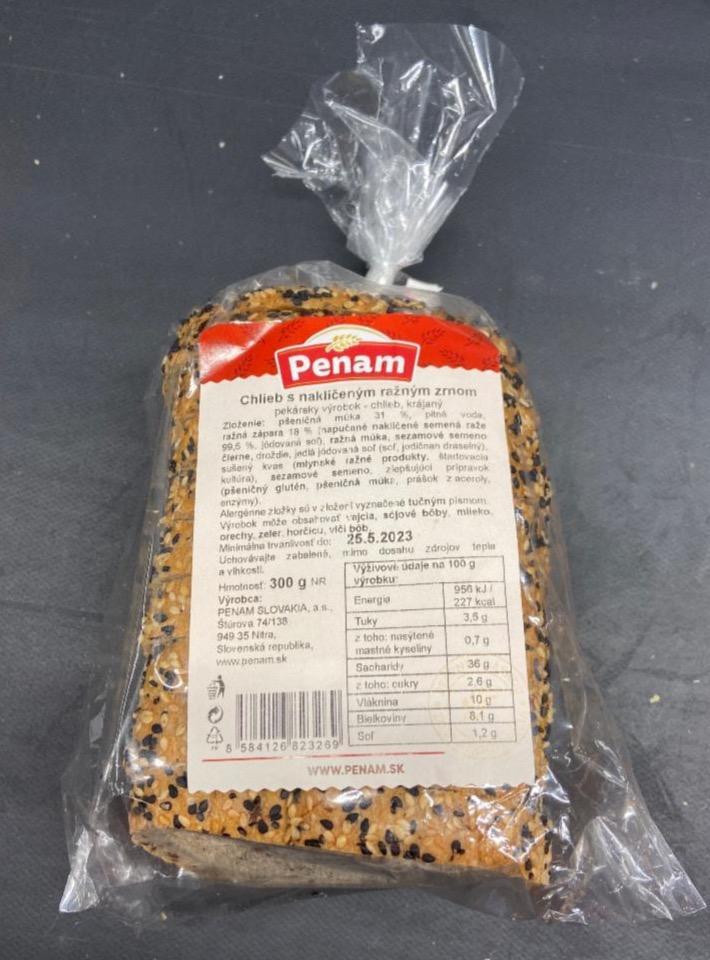 Penam
Chlieb s naklíčeným ražným zrnom
pekársky výrobok - chlieb, krájaný
Zloženie: pšeničná múka 31 %, pitná voda,
ražná zápara 18 % (napučané naklíčené semená raže
99,5 %, jódovaná soľ), ražná múka, sezamové semeno
čierne, droždie, jedlá jódovaná soľ (soľ, jodičnan draselný),
sušený kvas (mlynské ražné produkty, štartovacia
kultúra), sezamové semeno, zlepšujúci prípravok
(pšeničný glutén, pšeničná múka, prášok z aceroly,
enzýmy).
Alergénne zložky sú v zložení vyznačené tučným písmom.
Výrobok môže obsahovať vajcia, sójové bôby, mlieko,
orechy, zeler, horčicu, vlčí bôb.
Minimálna trvanlivosť do: 25.5.2023
Uchovávajte zabalené, mimo dosahu zdrojov tepla
a vlhkosti.
Hmotnosť: 300 g NR
Výrobca:
PENAM SLOVAKIA, a.s.,
Štúrova 74/138
949 35 Nitra,
Slovenská republika,
www.penam.sk
Výživové údaje na 100 g
výrobku:
Energia 956 kJ /
227 kcal
Tuky 3,5 g
z toho: nasýtené
mastné kyseliny 0,7 g
Sacharidy 36 g
z toho: cukry 2,6 g
Vláknina 10 g
Bielkoviny 8,1 g
Soľ 1,2 g
8 584126 823269
WWW.PENAM.SK